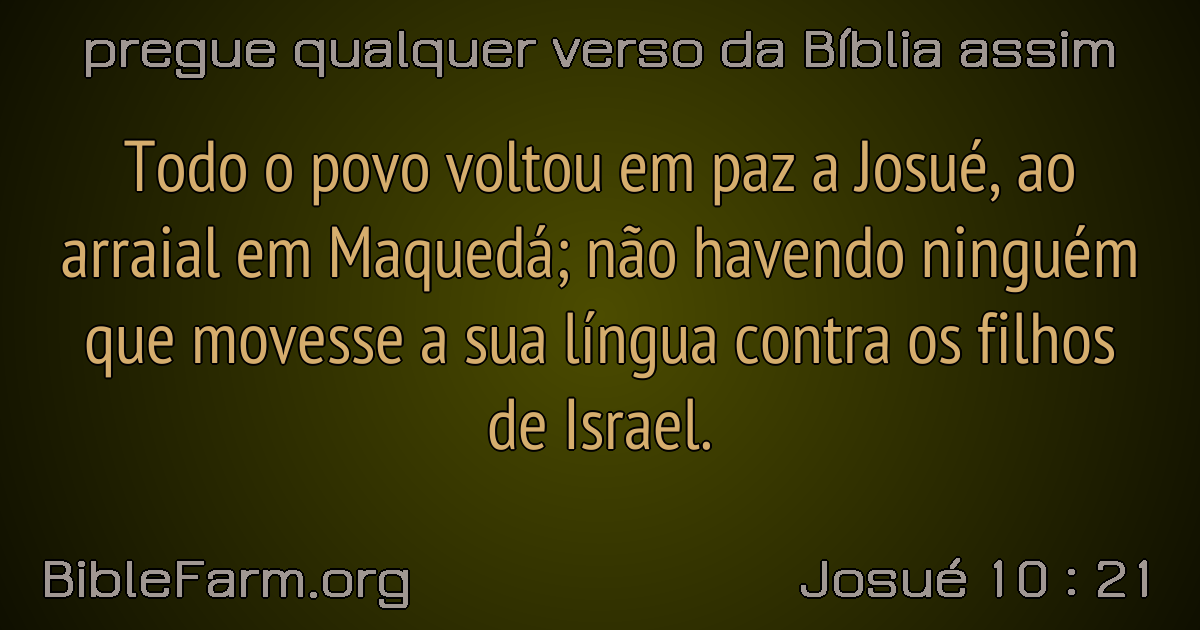 pregue qualquer verso da Bíblia assim
Todo o povo voltou em paz a Josué, ao
arraial em Maquedá; não havendo ninguém
que movesse a sua língua contra os filhos
de Israel.
BibleFarm.org
Josué 10 : 21